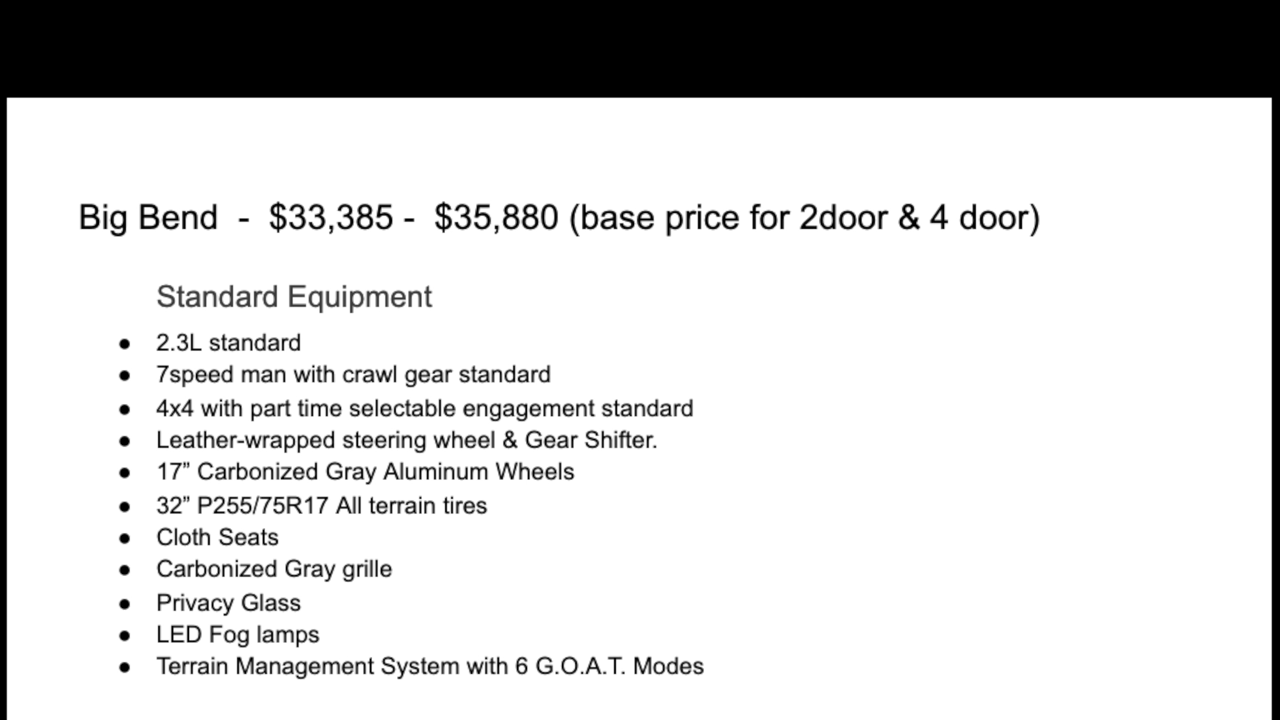 Big Bend - $33,385 - $35,880 (base price for 2door & 4 door)
Standard Equipment
● 2.3L standard
● 7speed man with crawl gear standard
● 4x4 with part time selectable engagement standard
● Leather-wrapped steering wheel & Gear Shifter.
● 17” Carbonized Gray Aluminum Wheels
● 32” P255/75R17 All terrain tires
● Cloth Seats
● Carbonized Gray grille
● Privacy Glass
● LED Fog lamps
● Terrain Management System with 6 G.O.A.T. Modes